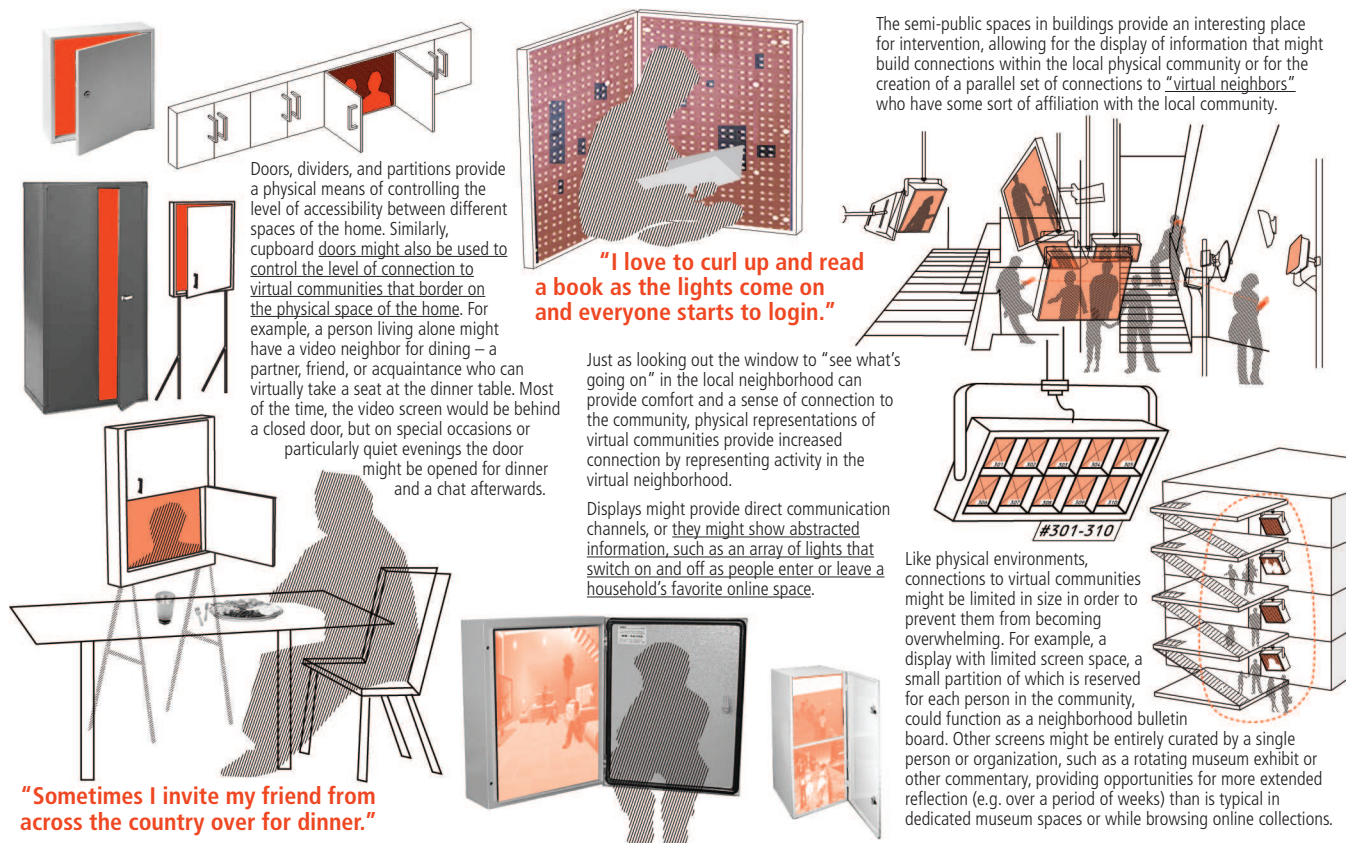 Doors, dividers, and partitions provide
a physical means of controlling the
level of accessibility between different
spaces of the home. Similarly,
cupboard doors might also be used to
control the level of connection to
virtual communities that border on
the physical space of the home. For
example, a person living alone might
have a video neighbor for dining – a
partner, friend, or acquaintance who can
virtually take a seat at the dinner table. Most
of the time, the video screen would be behind
a closed door, but on special occasions or
particularly quiet evenings the door
might be opened for dinner
and a chat afterwards.
“Sometimes I invite my friend from
across the country over for dinner.”
“I love to curl up and read
a book as the lights come on
and everyone starts to login.”
Just as looking out the window to “see what’s
going on” in the local neighborhood can
provide comfort and a sense of connection to
the community, physical representations of
virtual communities provide increased
connection by representing activity in the
virtual neighborhood.
Displays might provide direct communication
channels, or they might show abstracted
information, such as an array of lights that
switch on and off as people enter or leave a
household’s favorite online space.
The semi-public spaces in buildings provide an interesting place
for intervention, allowing for the display of information that might
build connections within the local physical community or for the
creation of a parallel set of connections to “virtual neighbors”
who have some sort of affiliation with the local community.
301 302 303 304 305
306 307 308 309 310
#301-310
Like physical environments,
connections to virtual communities
might be limited in size in order to
prevent them from becoming
overwhelming. For example, a
display with limited screen space, a
small partition of which is reserved
for each person in the community,
could function as a neighborhood bulletin
board. Other screens might be entirely curated by a single
person or organization, such as a rotating museum exhibit or
other commentary, providing opportunities for more extended
reflection (e.g. over a period of weeks) than is typical in
dedicated museum spaces or while browsing online collections.